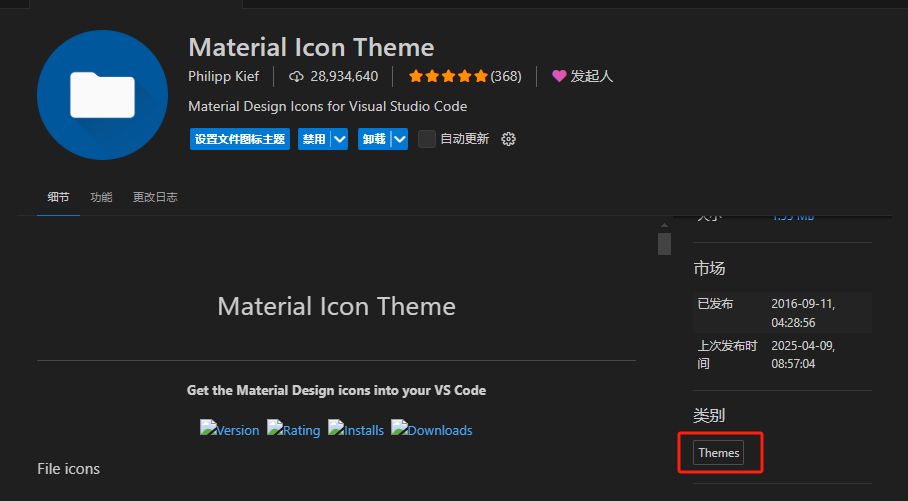 Material Icon Theme
Philipp Kief 28,934,640 (368) 发起人
Material Design Icons for Visual Studio Code
设置文件图标主题 禁用 卸载 自动更新
细节 功能 更改日志
市场
已发布 2016-09-11,
04:28:56
上次发布时 2025-04-09,
间 08:57:04
类别
Themes
Material Icon Theme
Get the Material Design icons into your VS Code
Version Rating Installs Downloads
File icons